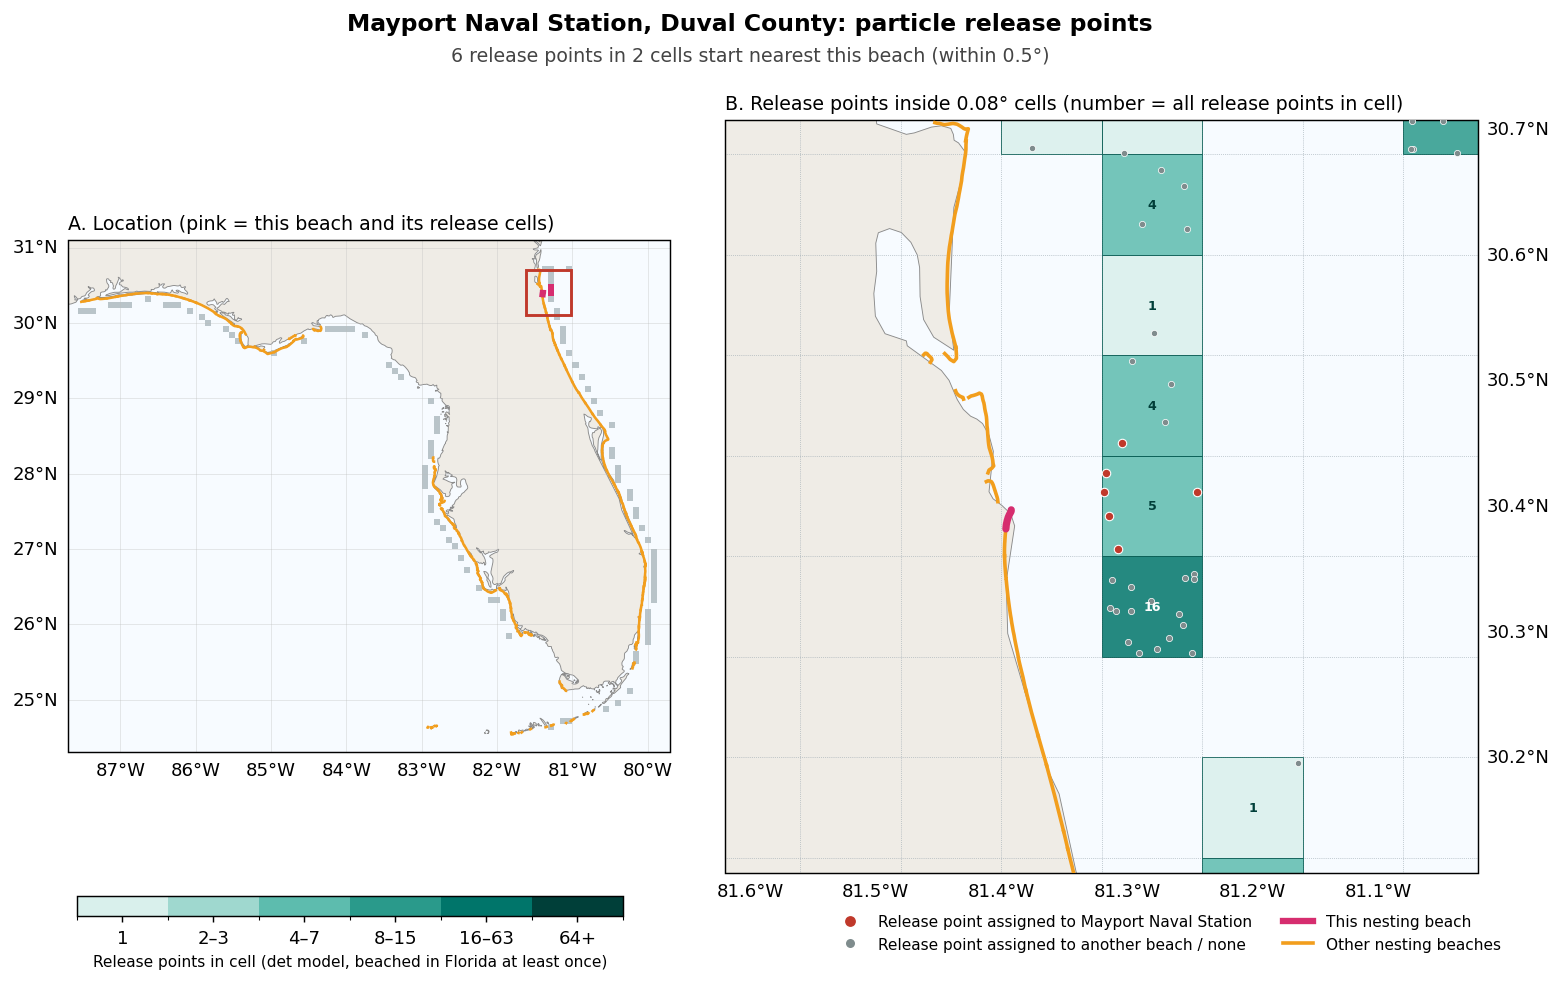 Mayport Naval Station, Duval County: particle release points
6 release points in 2 cells start nearest this beach (within 0.5°)
A. Location (pink = this beach and its release cells)
31°N
30°N
29°N
28°N
27°N
26°N
25°N
87°W 86°W 85°W 84°W 83°W 82°W 81°W 80°W
1 2–3 4–7 8–15 16–63 64+
Release points in cell (det model, beached in Florida at least once)
B. Release points inside 0.08° cells (number = all release points in cell)
4
1
4
5
16
1
30.7°N
30.6°N
30.5°N
30.4°N
30.3°N
30.2°N
81.6°W 81.5°W 81.4°W 81.3°W 81.2°W 81.1°W
Release point assigned to Mayport Naval Station
Release point assigned to another beach / none
This nesting beach
Other nesting beaches